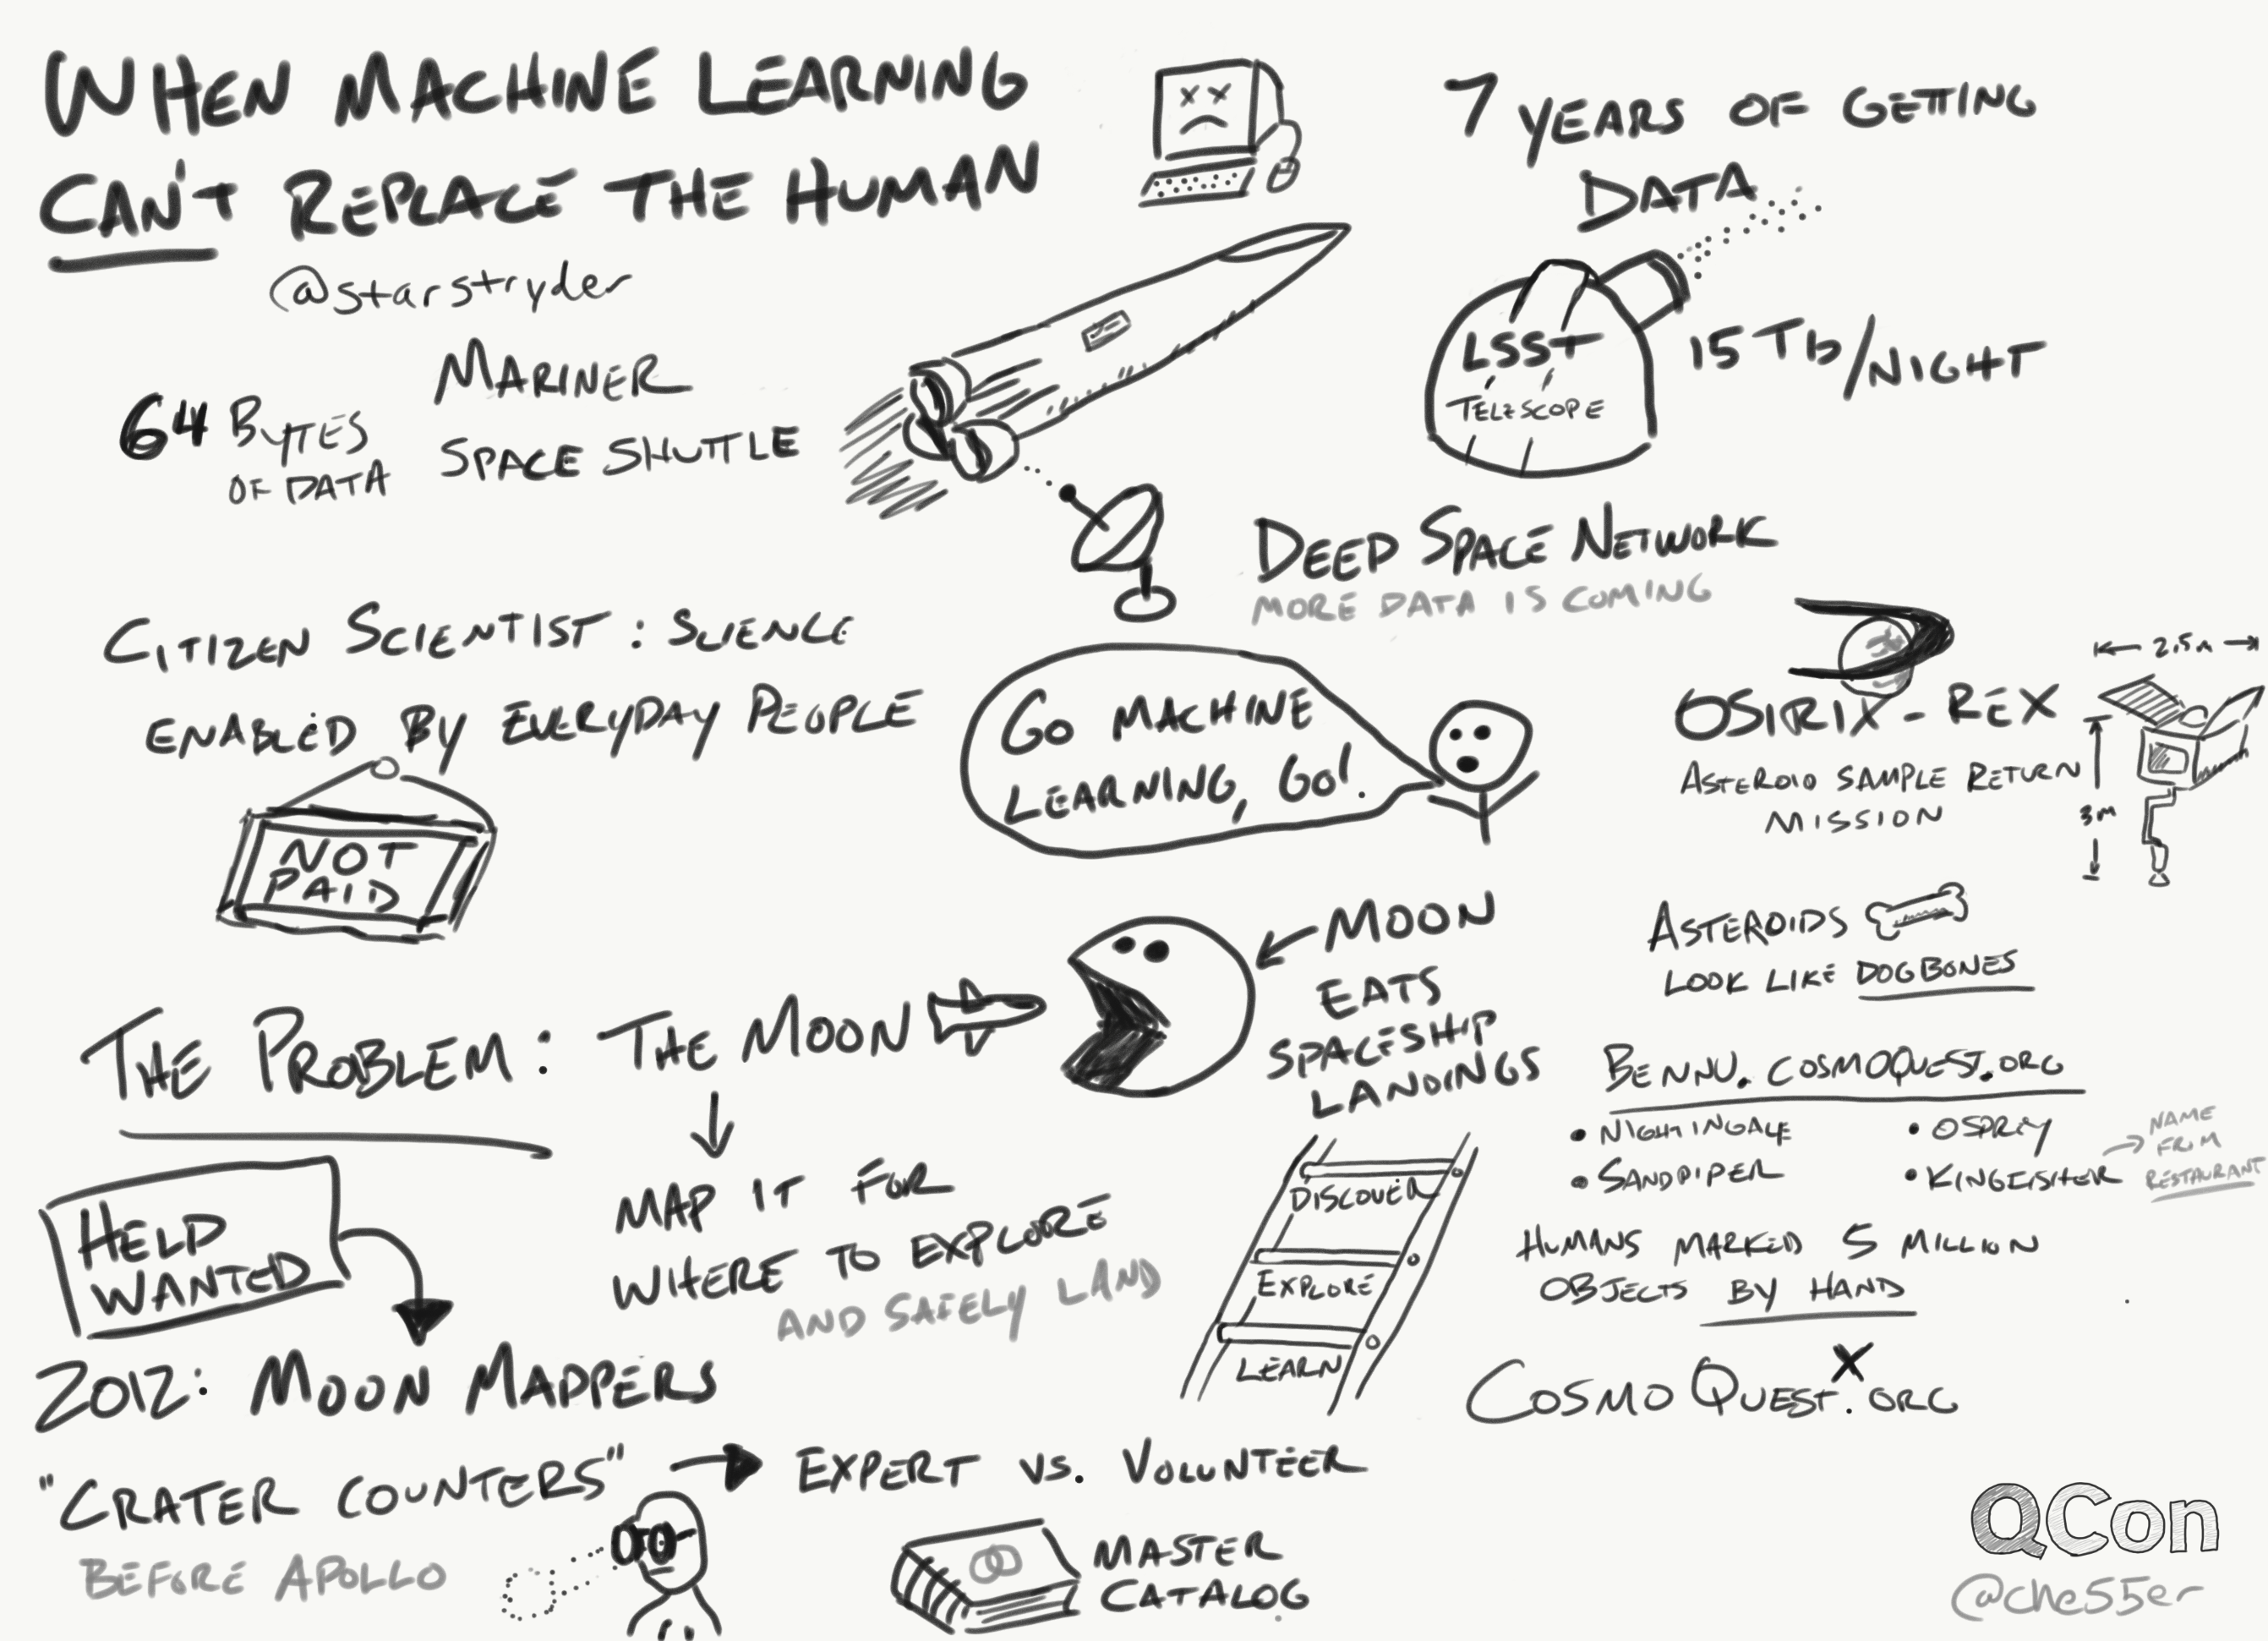 WHEN MACHINE LEARNING
CAN'T REPLACE THE HUMAN
@starstryder
64 BYTES
OF DATA
MARINER
SPACE SHUTTLE
7 YEARS OF GETTING
DATA
LSST
TELESCOPE
15 Tb/NIGHT
DEEP SPACE NETWORK
MORE DATA IS COMING
CITIZEN SCIENTIST: SCIENCE
ENABLED BY EVERYDAY PEOPLE
NOT
PAID
GO MACHINE
LEARNING, GO!
OSIRIX-REX
ASTEROID SAMPLE RETURN
MISSION
2.5m
3m
ASTEROIDS
LOOK LIKE DOGBONES
THE PROBLEM: THE MOON
MOON
EATS
SPACESHIP
LANDINGS
MAP IT FOR
WHERE TO EXPLORE
AND SAFELY LAND
HELP
WANTED
DISCOVER
EXPLORE
LEARN
BENNU.COSMOQUEST.ORG
• NIGHTINGALE
• SANDPIPER
• OSPREY
• KINGFISHER
NAME
FROM
RESTAURANT
HUMANS MARKED 5 MILLION
OBJECTS BY HAND
COSMOQUESTX.ORG
2012: MOON MAPPERS
"CRATER COUNTERS"
BEFORE APOLLO
EXPERT VS. VOLUNTEER
MASTER
CATALOG
QCon
@che55er